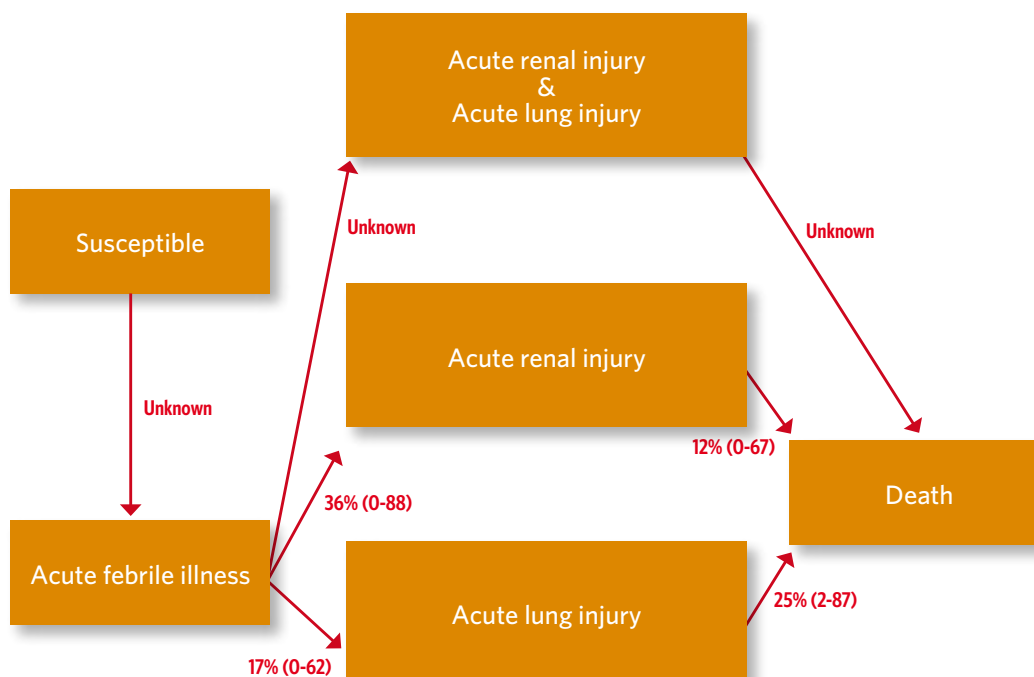 Acute renal injury
&
Acute lung injury
Susceptible
Unknown
Unknown
Acute renal injury
Unknown
12% (0-67)
36% (0-88)
Death
Acute febrile illness
Acute lung injury
25% (2-87)
17% (0-62)